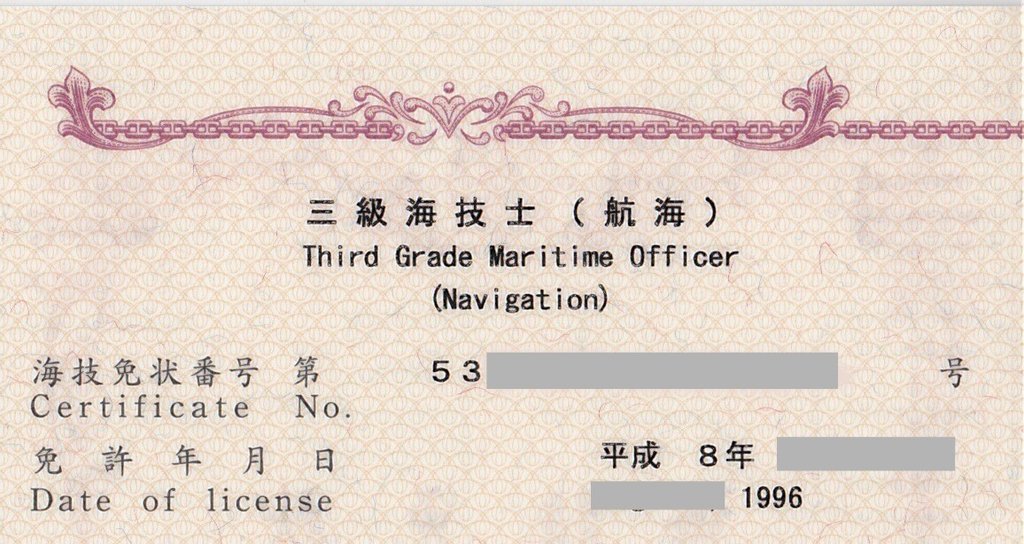 三級海技士（航海）
Third Grade Maritime Officer
(Navigation)
海技免状番号 第 ５３ 号
Certificate No.
免許年月日 平成 ８年
Date of license 1996